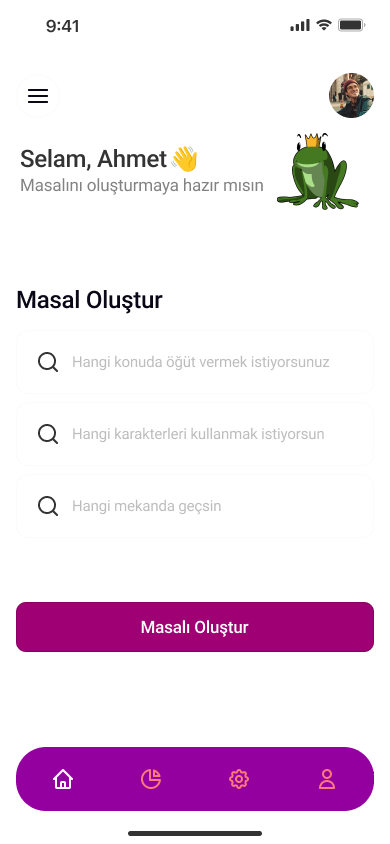 9:41
Selam, Ahmet👋
Masalını oluşturmaya hazır mısın
Masal Oluştur
Hangi konuda öğüt vermek istiyorsunuz
Hangi karakterleri kullanmak istiyorsun
Hangi mekanda geçsin
Masalı Oluştur